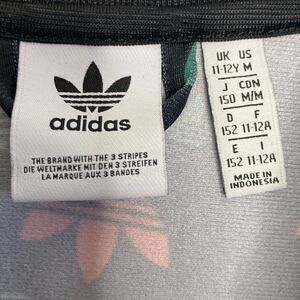 adidas
THE BRAND WITH THE 3 STRIPES
DIE WELTMARKE MIT DEN 3 STREIFEN
LA MARQUE AUX 3 BANDES
UK US
11-12Y M
J CDN
150 M/M
D F
152 11-12A
E I
152 11-12A
MADE IN
INDONESIA